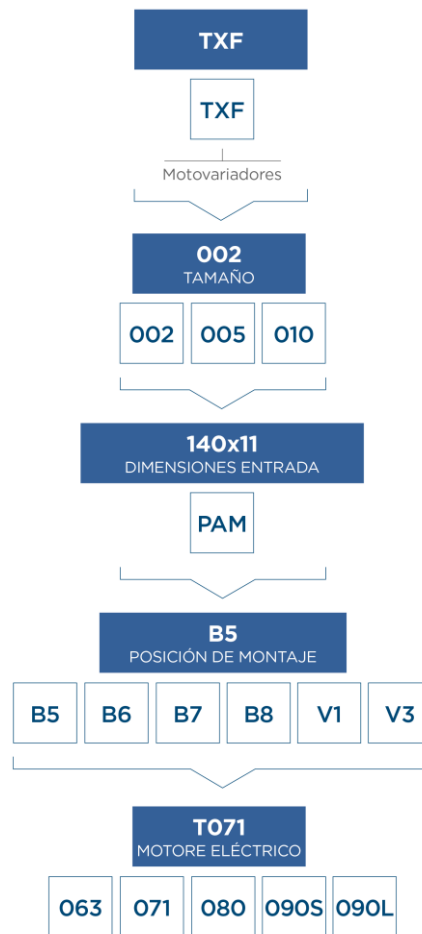 TXF
TXF
Motovariadores
002
TAMAÑO
002 005 010
140x11
DIMENSIONES ENTRADA
PAM
B5
POSICIÓN DE MONTAJE
B5 B6 B7 B8 V1 V3
T071
MOTORE ELÉCTRICO
063 071 080 090S 090L